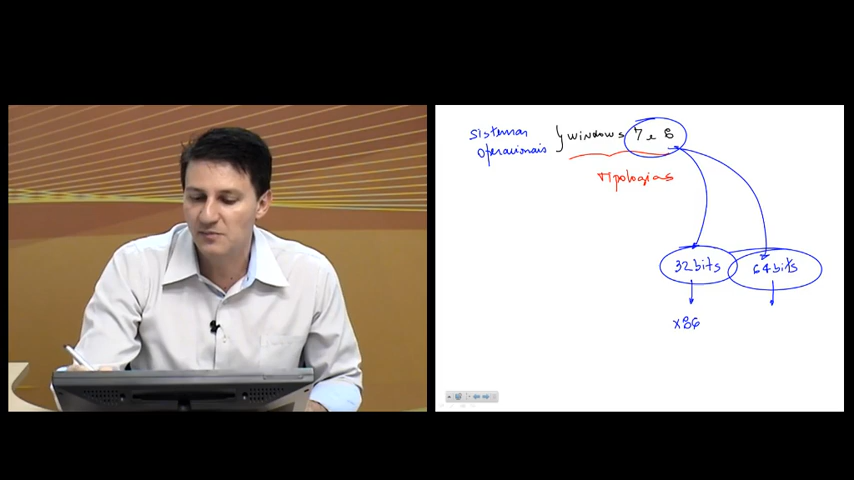 Sistemas
Operacionais } windows 7 e 8
Tipologias
32 bits 64 bits
x86